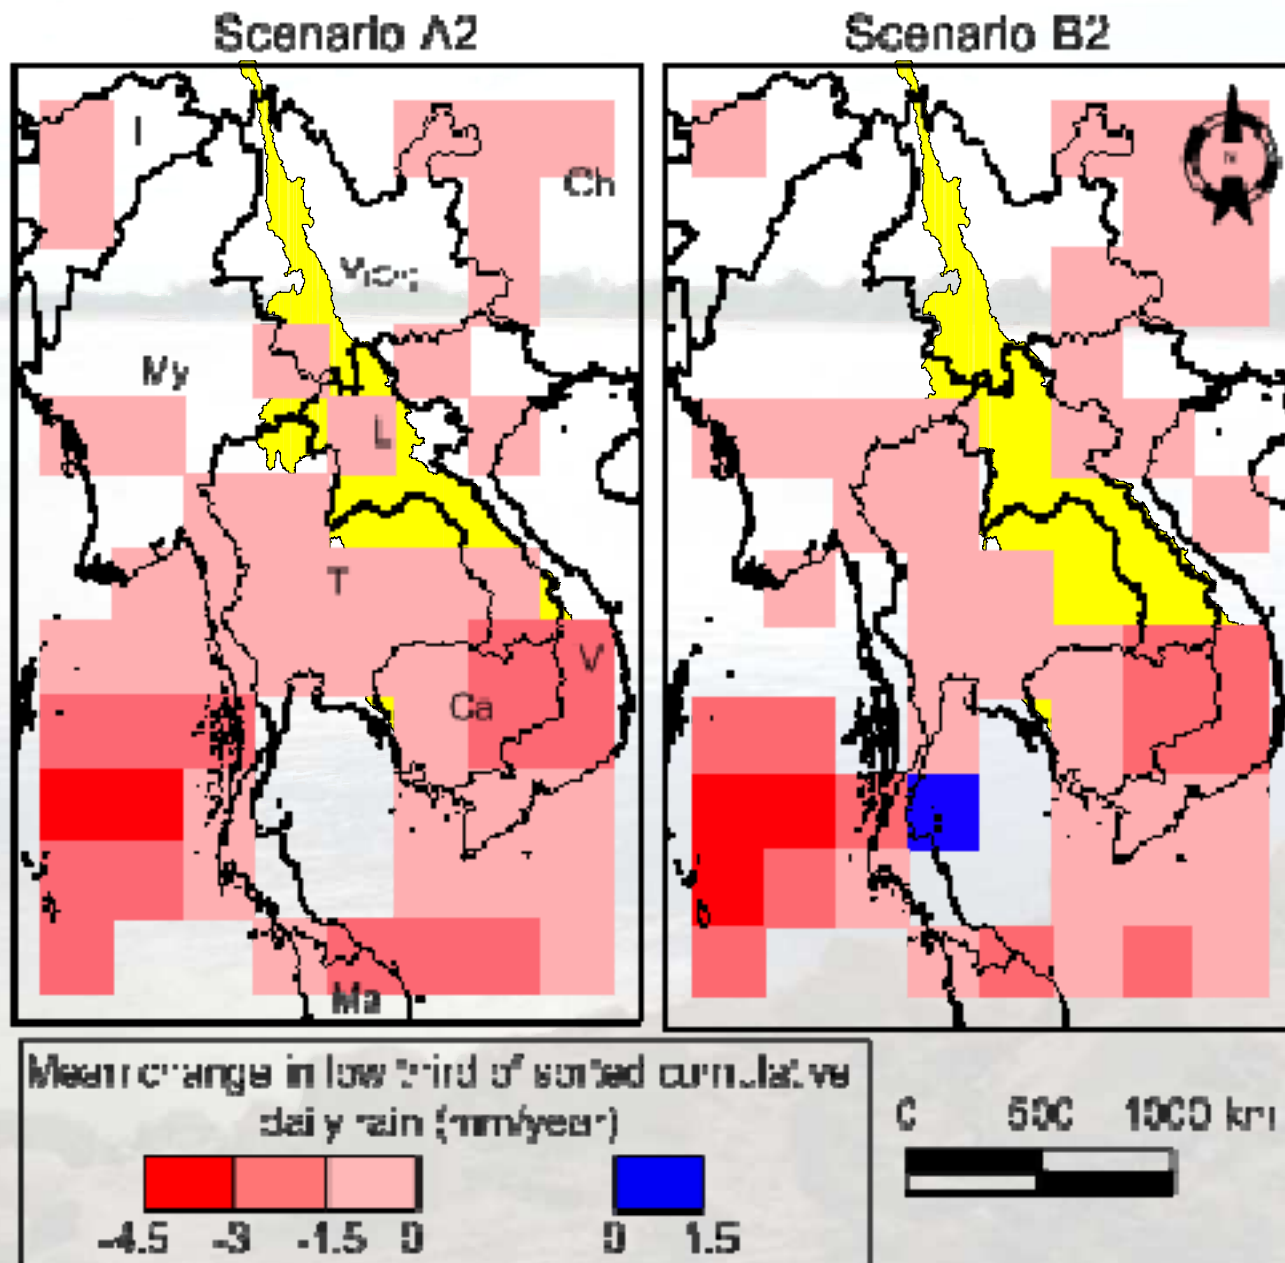 Scenario A2
Scenario B2
I
Ch
My
L
T
V
Ca
Ma
N
Mean change in low third of sorted cumulative
daily rain (mm/year)
-4.5 -3 -1.5 0 0 1.5
0 500 1000 km